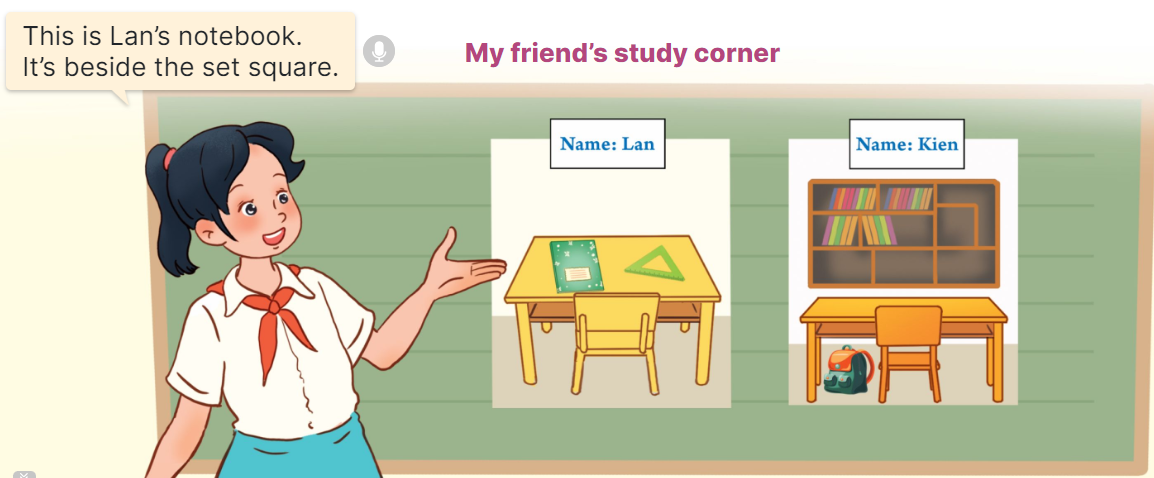 This is Lan’s notebook.
It’s beside the set square.
My friend’s study corner
Name: Lan
Name: Kien